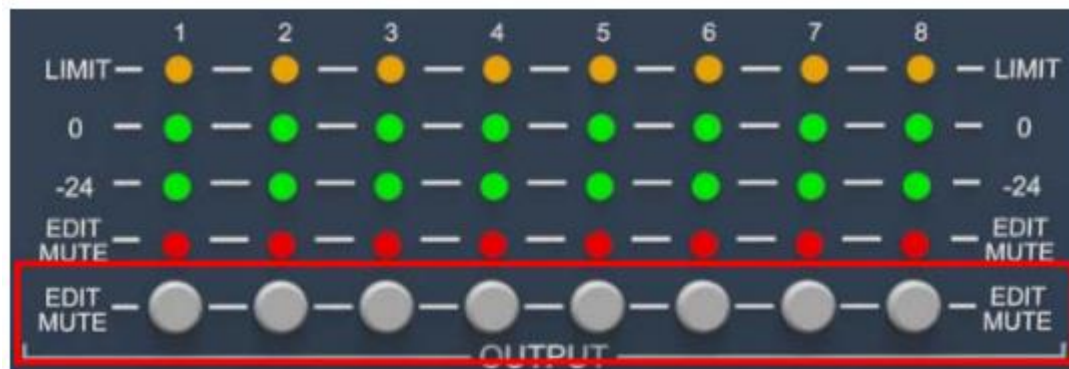 1 2 3 4 5 6 7 8
LIMIT LIMIT
0 0
-24 -24
EDIT EDIT
MUTE MUTE
EDIT EDIT
MUTE MUTE
OUTPUT